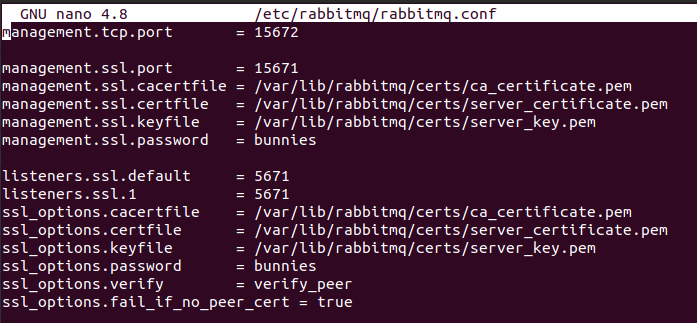 GNU nano 4.8 /etc/rabbitmq/rabbitmq.conf
management.tcp.port = 15672
management.ssl.port = 15671
management.ssl.cacertfile = /var/lib/rabbitmq/certs/ca_certificate.pem
management.ssl.certfile = /var/lib/rabbitmq/certs/server_certificate.pem
management.ssl.keyfile = /var/lib/rabbitmq/certs/server_key.pem
management.ssl.password = bunnies
listeners.ssl.default = 5671
listeners.ssl.1 = 5671
ssl_options.cacertfile = /var/lib/rabbitmq/certs/ca_certificate.pem
ssl_options.certfile = /var/lib/rabbitmq/certs/server_certificate.pem
ssl_options.keyfile = /var/lib/rabbitmq/certs/server_key.pem
ssl_options.password = bunnies
ssl_options.verify = verify_peer
ssl_options.fail_if_no_peer_cert = true